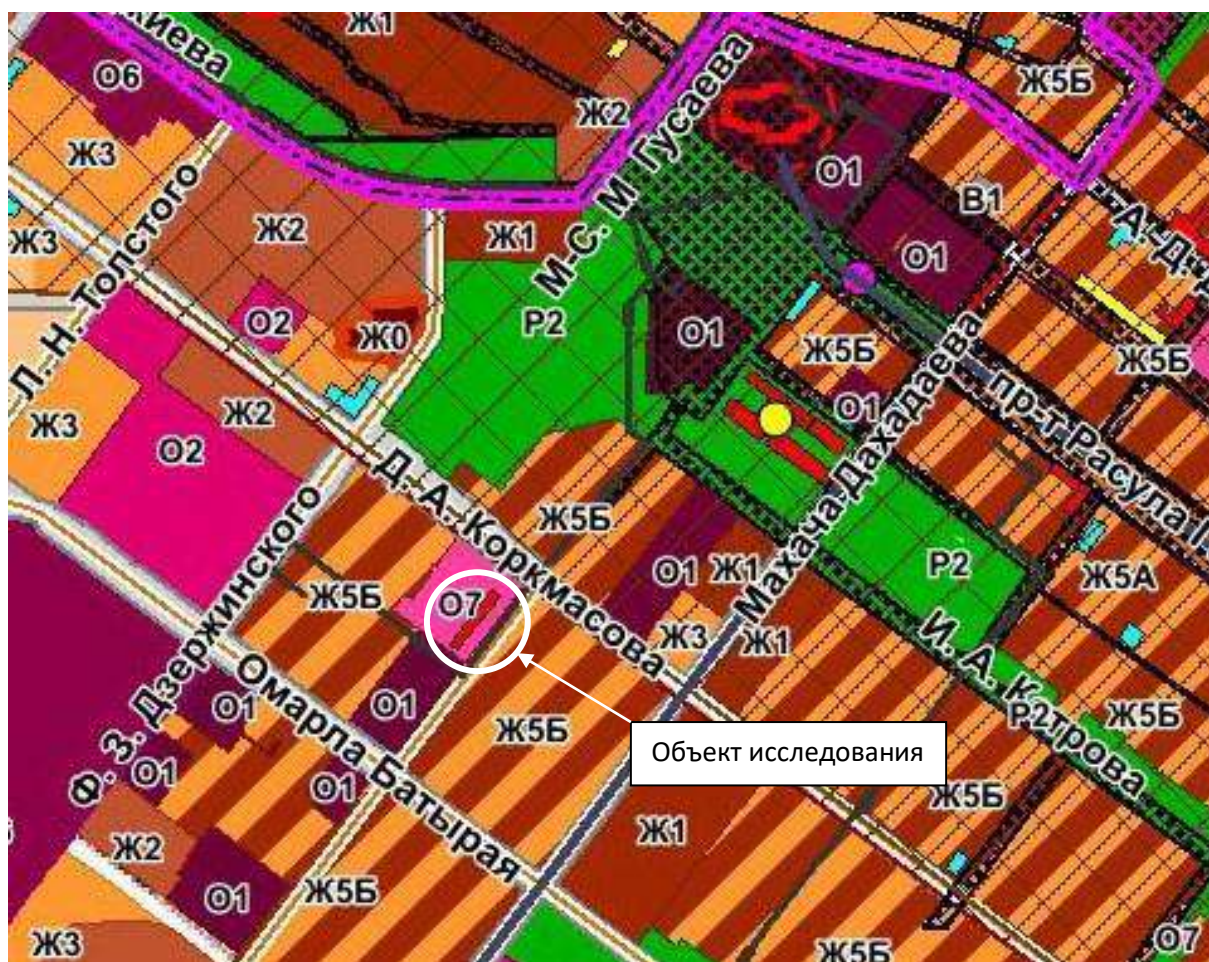 киева
Ж1
О6
Ж5Б
Ж2
М-С. М Гусаева
Ж3
О1
В1
Л. Н. Толстого
Ж2
Ж1
Ж3
О1
А.-Д.
Р2
О2
Ж0
О1
Ж5Б
Ж5Б
Ж2
О1
Ж3
пр-т Расула
О2
Махача Дахадаева
Д. А. Коркмасова
Ж5Б
Р2
О1
Ж1
Ж5А
Ж5Б
О7
Ж3
Ж1
И. А.
Ф. З. Дзержинского
Омарла Батырая
О1
О1
Ж5Б
Р2
Ж5Б
Объект исследования
О1
О1
Ж5Б
Ж2
Ж1
О1
Ж5Б
Ж3
Ж5Б
О7